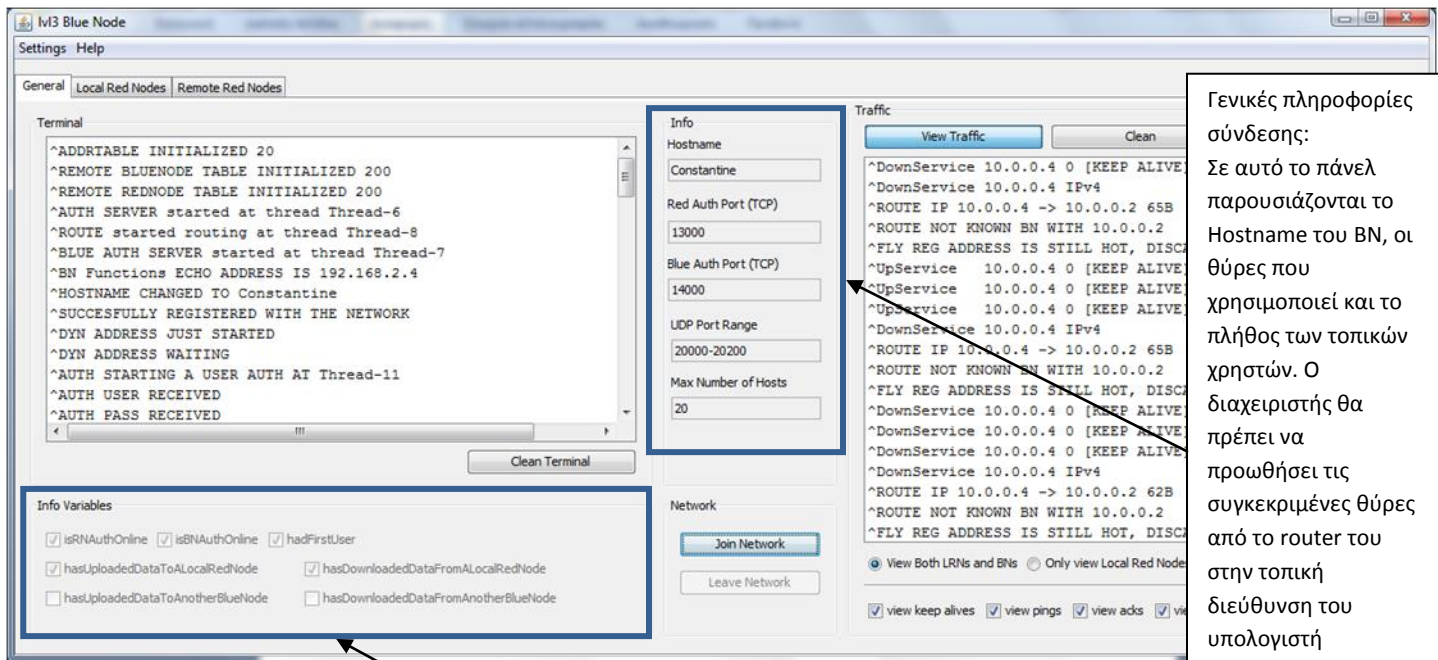 lvl3 Blue Node
Settings Help
General Local Red Nodes Remote Red Nodes
Terminal
^ADDRTABLE INITIALIZED 20
^REMOTE BLUENODE TABLE INITIALIZED 200
^REMOTE REDNODE TABLE INITIALIZED 200
^AUTH SERVER started at thread Thread-6
^ROUTE started routing at thread Thread-8
^BLUE AUTH SERVER started at thread Thread-7
^BN Functions ECHO ADDRESS IS 192.168.2.4
^HOSTNAME CHANGED TO Constantine
^SUCCESFULLY REGISTERED WITH THE NETWORK
^DYN ADDRESS JUST STARTED
^DYN ADDRESS WAITING
^AUTH STARTING A USER AUTH AT Thread-11
^AUTH USER RECEIVED
^AUTH PASS RECEIVED
Clean Terminal
Info Variables
isRNAuthOnline isBNAuthOnline hadFirstUser
hasUploadedDataToALocalRedNode hasDownloadedDataFromALocalRedNode
hasUploadedDataToAnotherBlueNode hasDownloadedDataFromAnotherBlueNode
Info
Hostname
Constantine
Red Auth Port (TCP)
13000
Blue Auth Port (TCP)
14000
UDP Port Range
20000-20200
Max Number of Hosts
20
Network
Join Network
Leave Network
Traffic
View Traffic Clean
^DownService 10.0.0.4 0 [KEEP ALIVE]
^DownService 10.0.0.4 IPv4
^ROUTE IP 10.0.0.4 -> 10.0.0.2 65B
^ROUTE NOT KNOWN BN WITH 10.0.0.2
^FLY REG ADDRESS IS STILL HOT, DISCA
^UpService 10.0.0.4 0 [KEEP ALIVE]
^UpService 10.0.0.4 0 [KEEP ALIVE]
^UpService 10.0.0.4 0 [KEEP ALIVE]
^DownService 10.0.0.4 IPv4
^ROUTE IP 10.0.0.4 -> 10.0.0.2 65B
^ROUTE NOT KNOWN BN WITH 10.0.0.2
^FLY REG ADDRESS IS STILL HOT, DISCA
^DownService 10.0.0.4 0 [KEEP ALIVE]
^DownService 10.0.0.4 0 [KEEP ALIVE]
^DownService 10.0.0.4 0 [KEEP ALIVE]
^DownService 10.0.0.4 IPv4
^ROUTE IP 10.0.0.4 -> 10.0.0.2 62B
^ROUTE NOT KNOWN BN WITH 10.0.0.2
^FLY REG ADDRESS IS STILL HOT, DISCA
View Both LRNs and BNs Only view Local Red Nodes
view keep alives view pings view acks
Γενικές πληροφορίες
σύνδεσης:
Σε αυτό το πάνελ
παρουσιάζονται το
Hostname του BN, οι
θύρες που
χρησιμοποιεί και το
πλήθος των τοπικών
χρηστών. Ο
διαχειριστής θα
πρέπει να
προωθήσει τις
συγκεκριμένες θύρες
από το router του
στην τοπική
διεύθυνση του
υπολογιστή